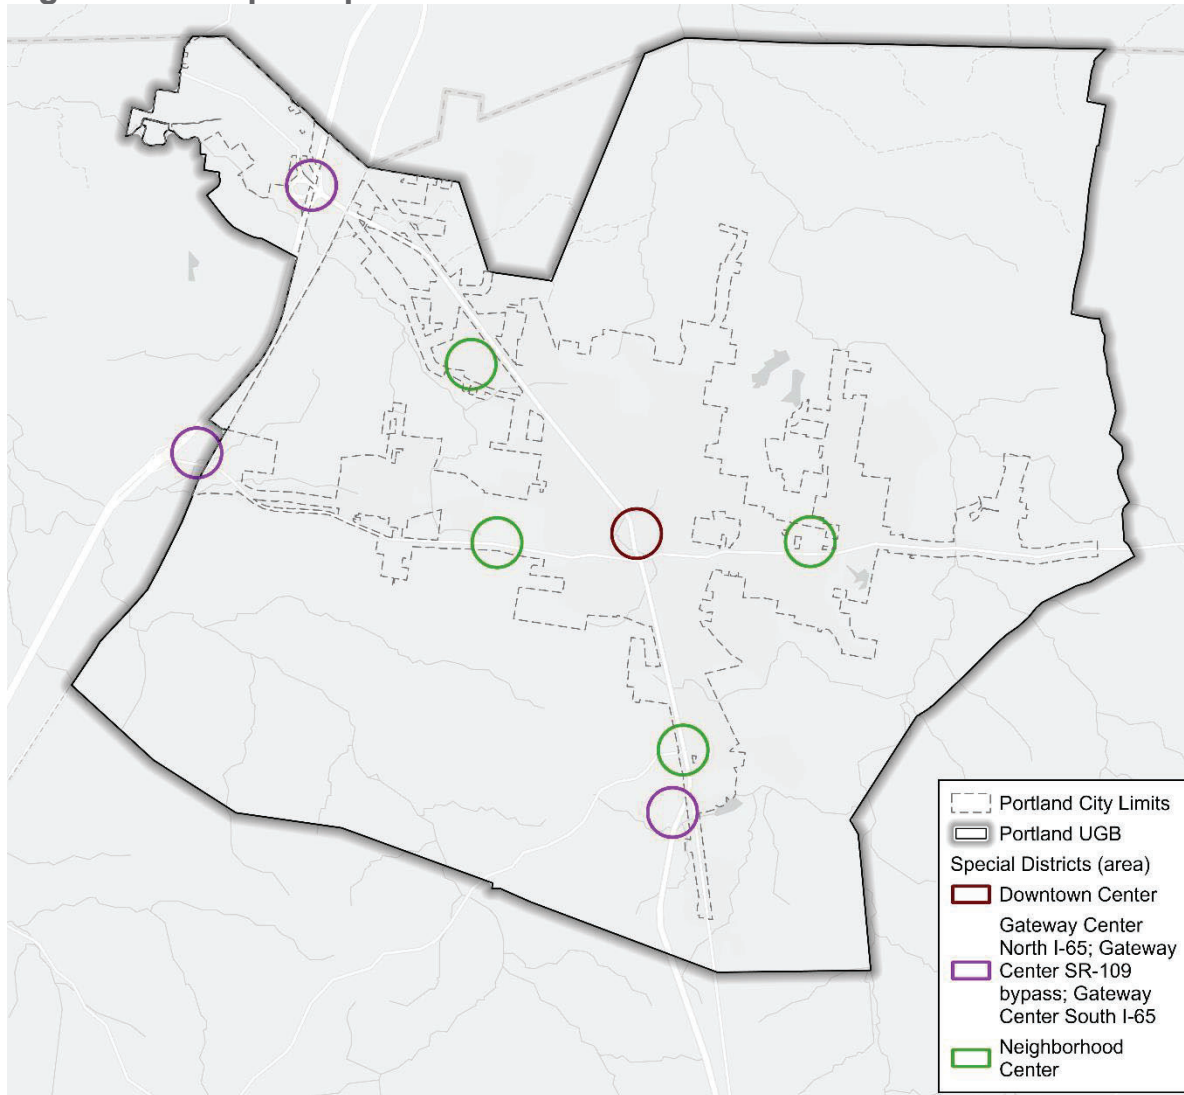 Portland City Limits
Portland UGB
Special Districts (area)
Downtown Center
Gateway Center
North I-65; Gateway
Center SR-109
bypass; Gateway
Center South I-65
Neighborhood
Center